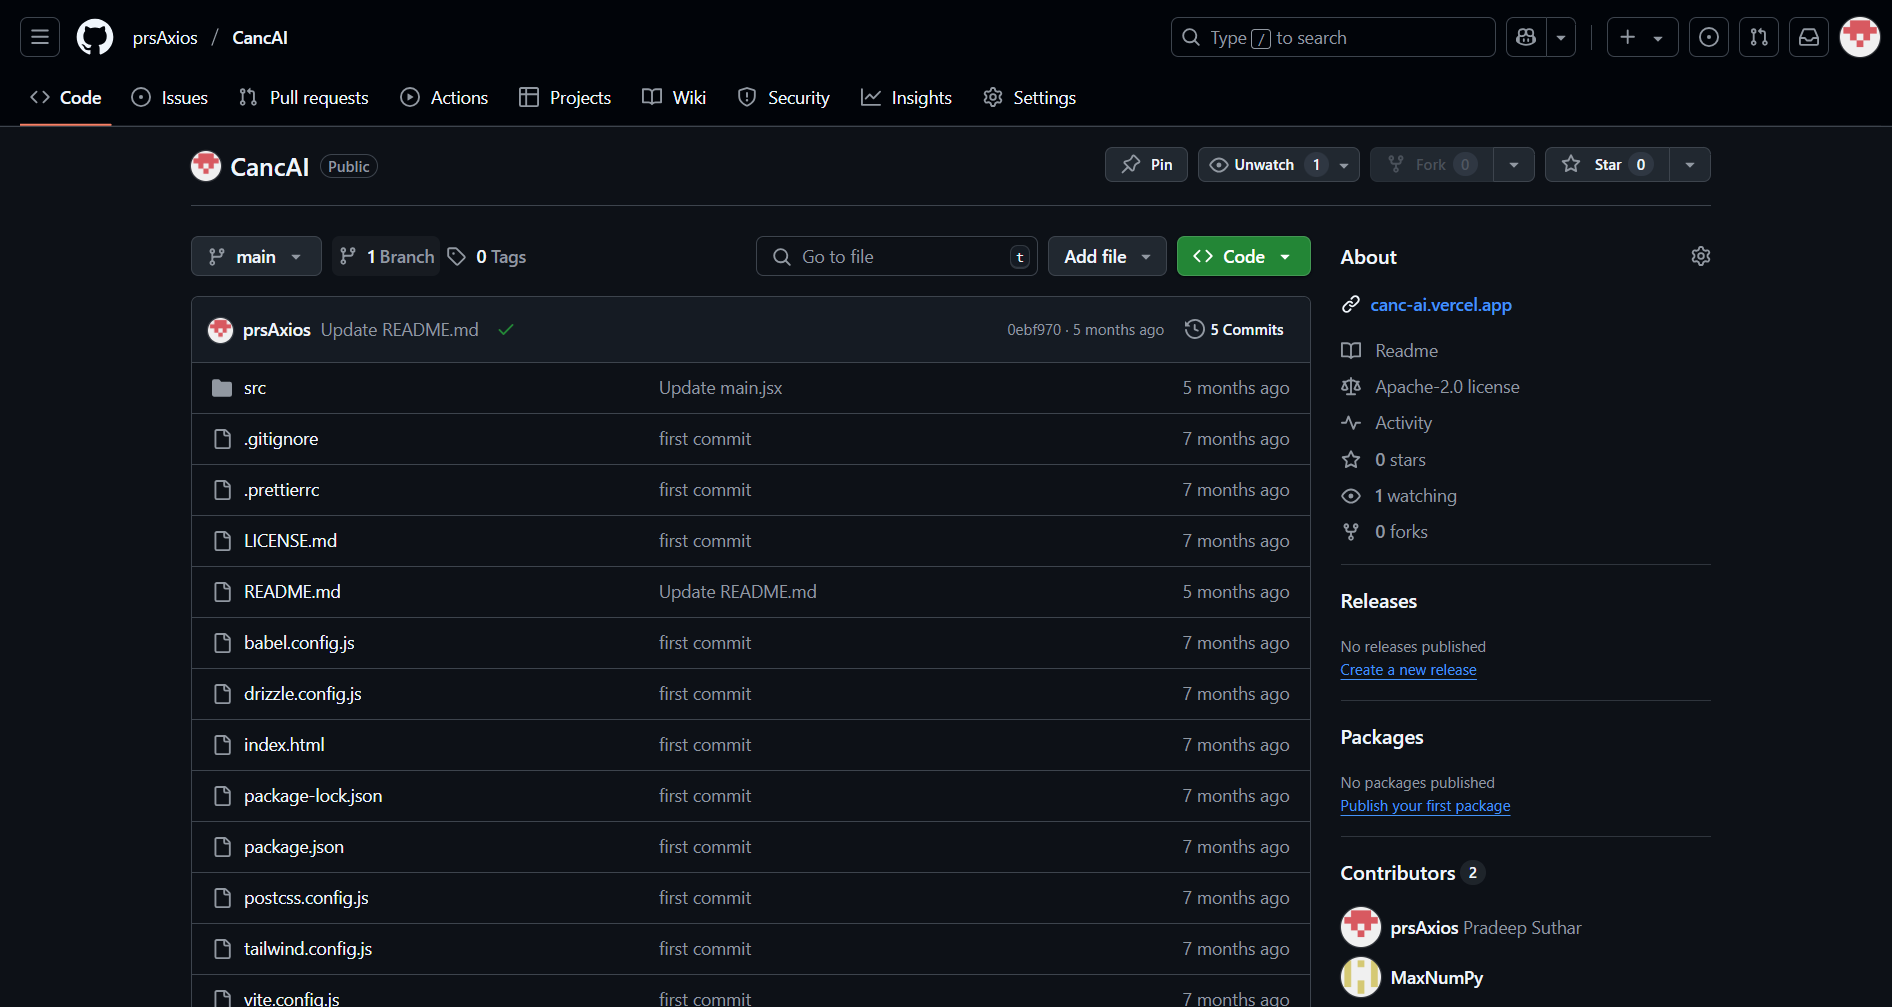 prsAxios / CancAI
Type / to search
Code Issues Pull requests Actions Projects Wiki Security Insights Settings
CancAI Public
Pin Unwatch 1 Fork 0 Star 0
main 1 Branch 0 Tags
Go to file t
Add file Code
prsAxios Update README.md 0ebf970 · 5 months ago 5 Commits
src Update main.jsx 5 months ago
.gitignore first commit 7 months ago
.prettierrc first commit 7 months ago
LICENSE.md first commit 7 months ago
README.md Update README.md 5 months ago
babel.config.js first commit 7 months ago
drizzle.config.js first commit 7 months ago
index.html first commit 7 months ago
package-lock.json first commit 7 months ago
package.json first commit 7 months ago
postcss.config.js first commit 7 months ago
tailwind.config.js first commit 7 months ago
vite.config.js first commit 7 months ago
About
canc-ai.vercel.app
Readme
Apache-2.0 license
Activity
0 stars
1 watching
0 forks
Releases
No releases published
Create a new release
Packages
No packages published
Publish your first package
Contributors 2
prsAxios Pradeep Suthar
MaxNumPy